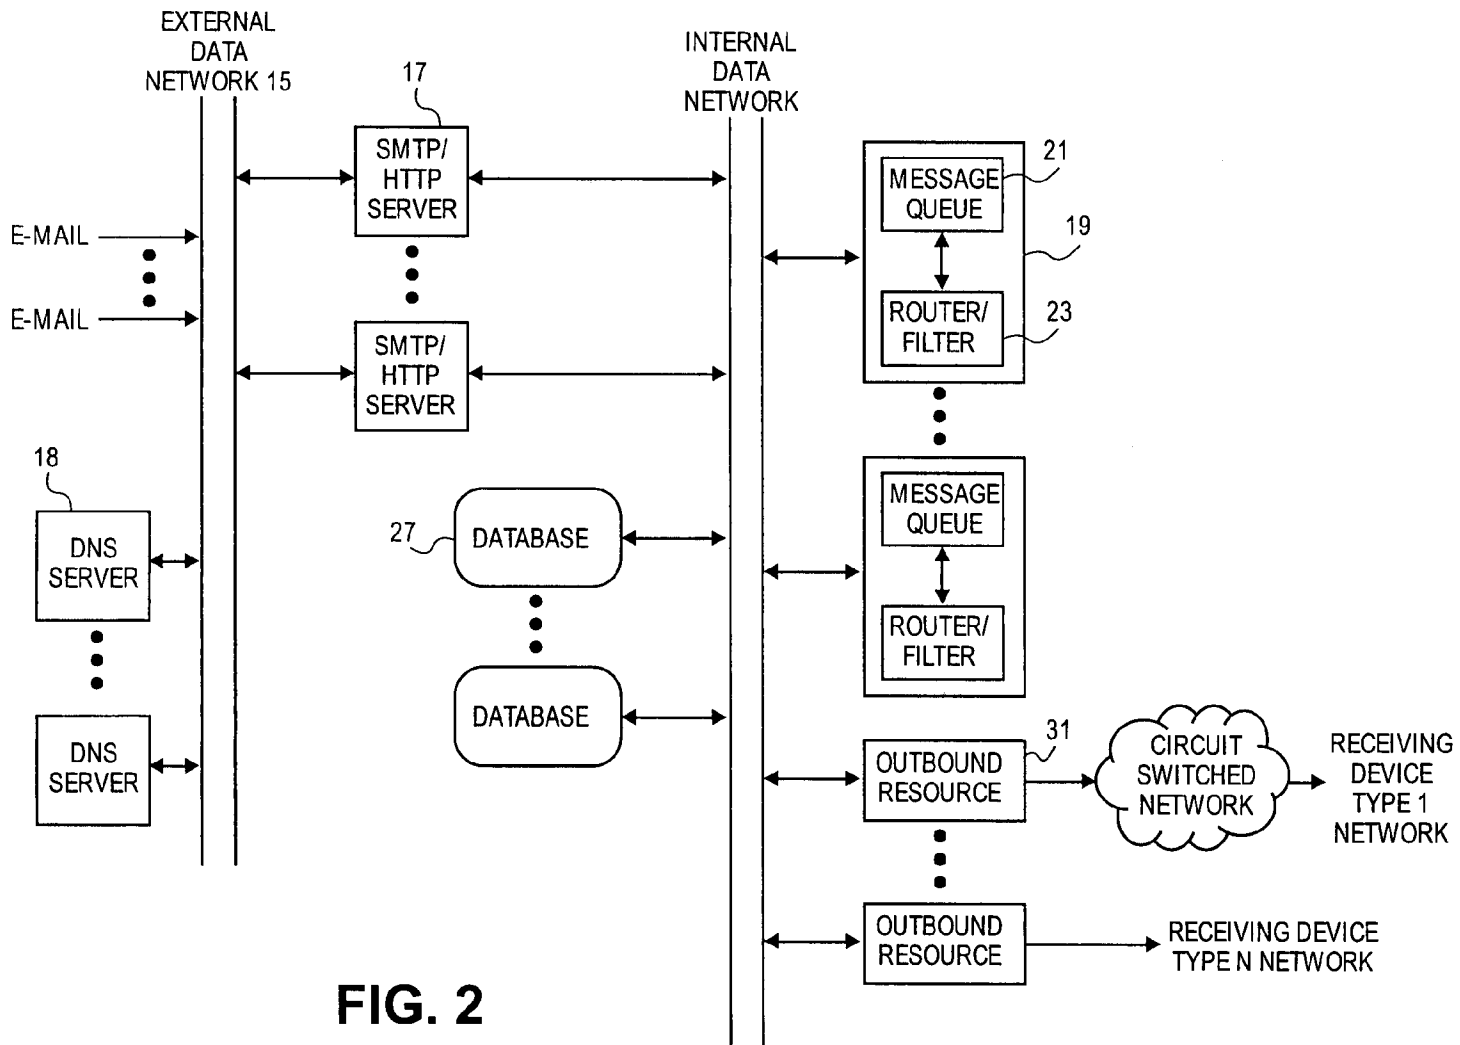 EXTERNAL
DATA
NETWORK 15
17
SMTP/
HTTP
SERVER
INTERNAL
DATA
NETWORK
MESSAGE
QUEUE
21
19
ROUTER/
FILTER
23
E-MAIL
E-MAIL
SMTP/
HTTP
SERVER
18
DNS
SERVER
27
DATABASE
MESSAGE
QUEUE
ROUTER/
FILTER
DNS
SERVER
DATABASE
OUTBOUND
RESOURCE
31
CIRCUIT
SWITCHED
NETWORK
RECEIVING
DEVICE
TYPE 1
NETWORK
OUTBOUND
RESOURCE
RECEIVING DEVICE
TYPE N NETWORK
FIG. 2